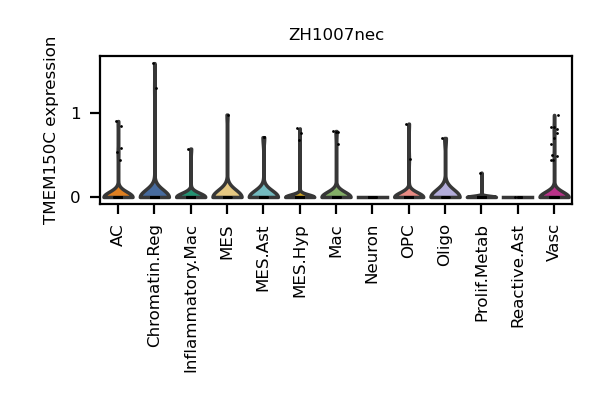 ZH1007nec
TMEM150C expression
1
0
AC
Chromatin.Reg
Inflammatory.Mac
MES
MES.Ast
MES.Hyp
Mac
Neuron
OPC
Oligo
Prolif.Metab
Reactive.Ast
Vasc